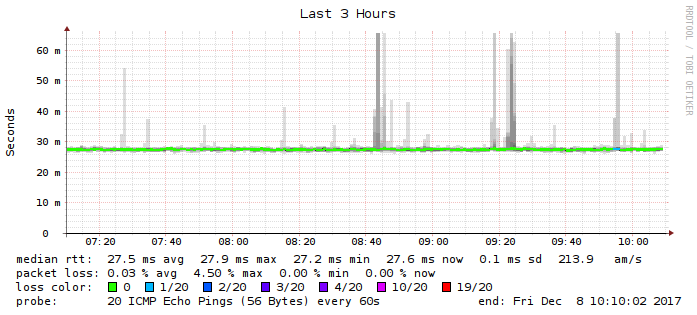 Last 3 Hours
RRDTOOL / TOBI OETIKER
Seconds
60 m
50 m
40 m
30 m
20 m
10 m
0
07:20 07:40 08:00 08:20 08:40 09:00 09:20 09:40 10:00
median rtt: 27.5 ms avg 27.9 ms max 27.2 ms min 27.6 ms now 0.1 ms sd 213.9 am/s
packet loss: 0.03 % avg 4.50 % max 0.00 % min 0.00 % now
loss color: 0 1/20 2/20 3/20 4/20 10/20 19/20
probe: 20 ICMP Echo Pings (56 Bytes) every 60s end: Fri Dec 8 10:10:02 2017